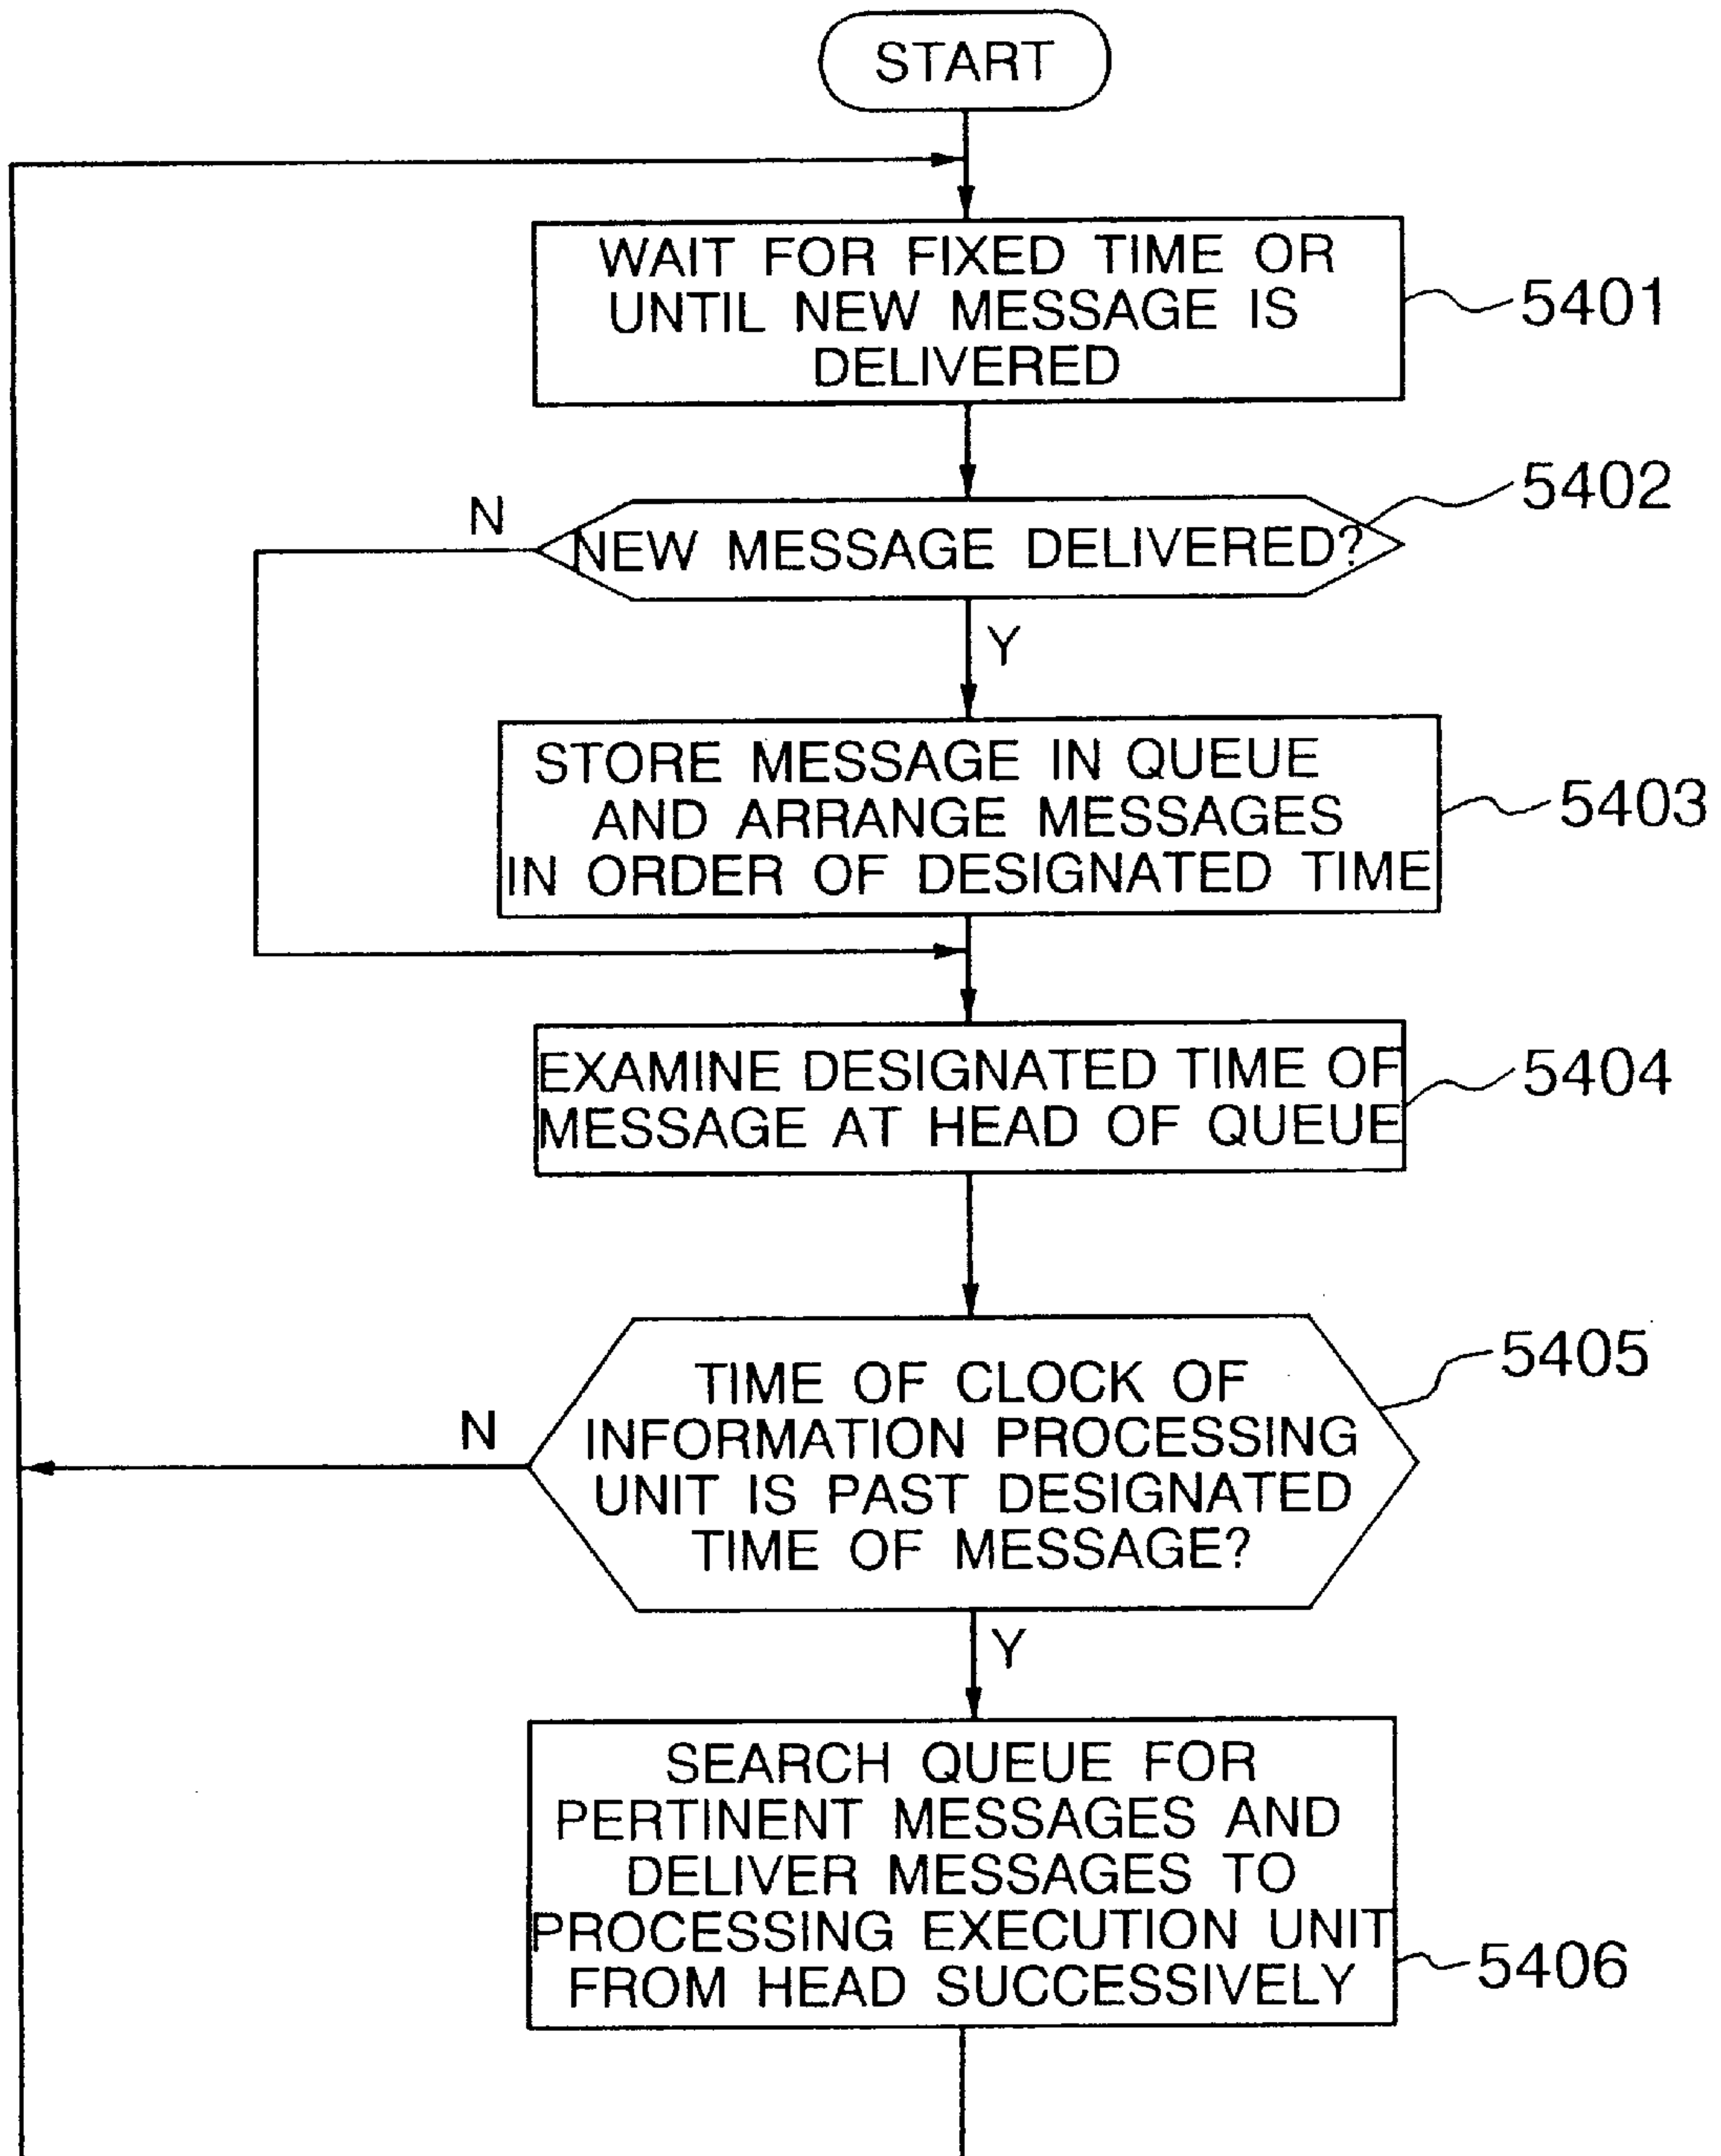 START
WAIT FOR FIXED TIME OR
UNTIL NEW MESSAGE IS
DELIVERED
5401
5402
N
NEW MESSAGE DELIVERED?
Y
STORE MESSAGE IN QUEUE
AND ARRANGE MESSAGES
IN ORDER OF DESIGNATED TIME
5403
EXAMINE DESIGNATED TIME OF
MESSAGE AT HEAD OF QUEUE
5404
5405
N
TIME OF CLOCK OF
INFORMATION PROCESSING
UNIT IS PAST DESIGNATED
TIME OF MESSAGE?
Y
SEARCH QUEUE FOR
PERTINENT MESSAGES AND
DELIVER MESSAGES TO
PROCESSING EXECUTION UNIT
FROM HEAD SUCCESSIVELY
5406